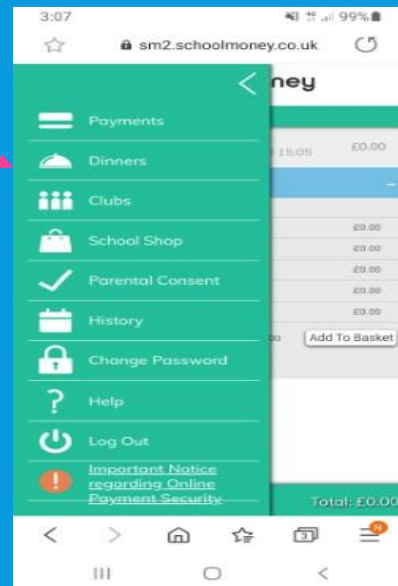 3:07
99%
sm2.schoolmoney.co.uk
ney
Payments
15:05
£0.00
Dinners
Clubs
School Shop
£0.00
£0.00
Parental Consent
£0.00
£0.00
History
£0.00
Change Password
Add To Basket
Help
Log Out
Important Notice
regarding Online
Payment Security
Total: £0.00
3
N